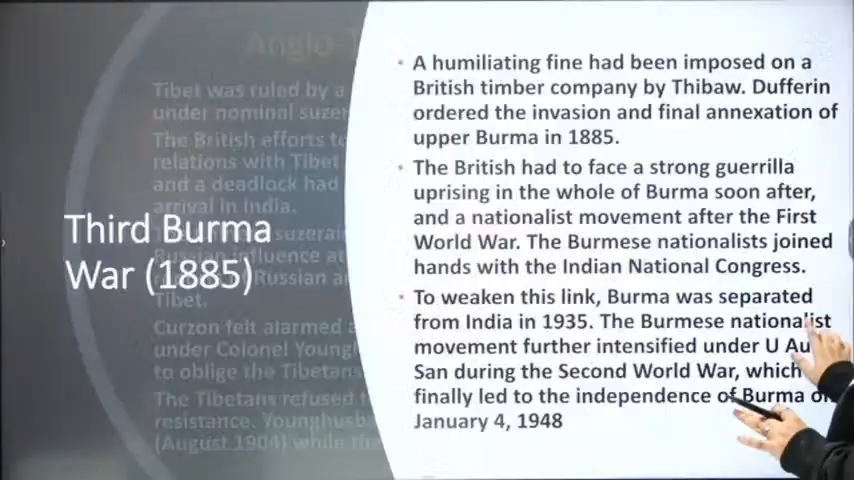 Anglo-
Tibet was ruled by a
under nominal suzer
The British efforts to
relations with Tibet
and a deadlock had
arrival in India.
suzerai
Russian influence at
Russian a
Tibet.
Curzon felt alarmed a
under Colonel Youngh
to oblige the Tibetans
The Tibetans refused t
resistance. Younghusba
(August 1904) while the
Third Burma
War (1885)
• A humiliating fine had been imposed on a
British timber company by Thibaw. Dufferin
ordered the invasion and final annexation of
upper Burma in 1885.
• The British had to face a strong guerrilla
uprising in the whole of Burma soon after,
and a nationalist movement after the First
World War. The Burmese nationalists joined
hands with the Indian National Congress.
• To weaken this link, Burma was separated
from India in 1935. The Burmese nationalist
movement further intensified under U Au
San during the Second World War, which
finally led to the independence of Burma on
January 4, 1948